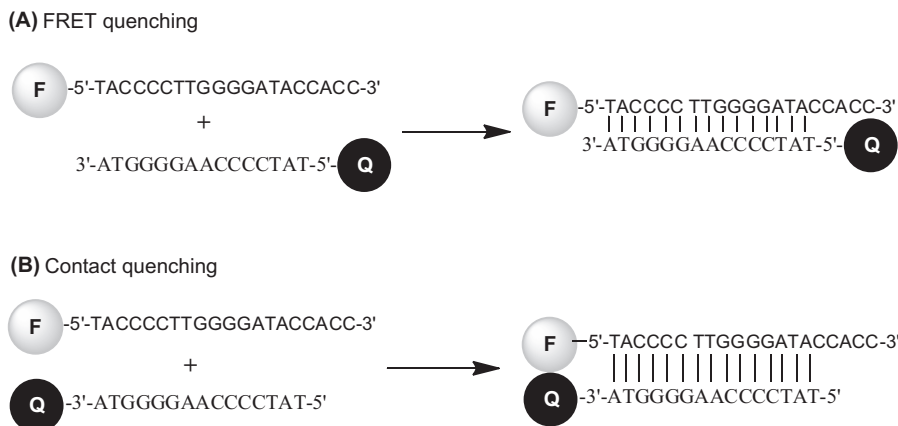 (A) FRET quenching
F -5'-TACCCCTTGGGGATACCACC-3'
+
3'-ATGGGGAACCCCTAT-5'- Q
F -5'-TACCCC TTGGGGATACCACC-3'
3'-ATGGGGAACCCCTAT-5'- Q
(B) Contact quenching
F -5'-TACCCCTTGGGGATACCACC-3'
+
Q -3'-ATGGGGAACCCCTAT-5'
F -5'-TACCCC TTGGGGATACCACC-3'
Q -3'-ATGGGGAACCCCTAT-5'